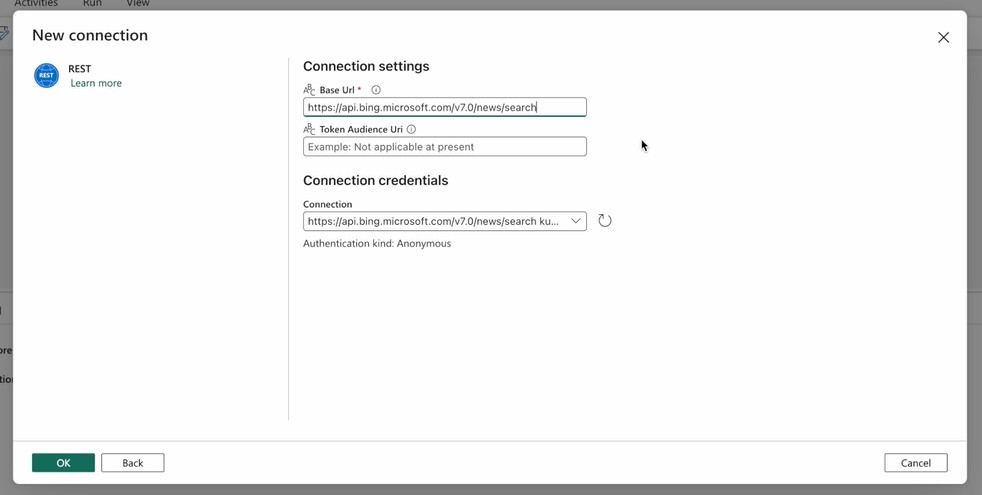 Activities Run View
New connection
REST
REST
Learn more
Connection settings
ABC Base Url *
https://api.bing.microsoft.com/v7.0/news/search
ABC Token Audience Uri
Example: Not applicable at present
Connection credentials
Connection
https://api.bing.microsoft.com/v7.0/news/search ku...
Authentication kind: Anonymous
OK Back Cancel